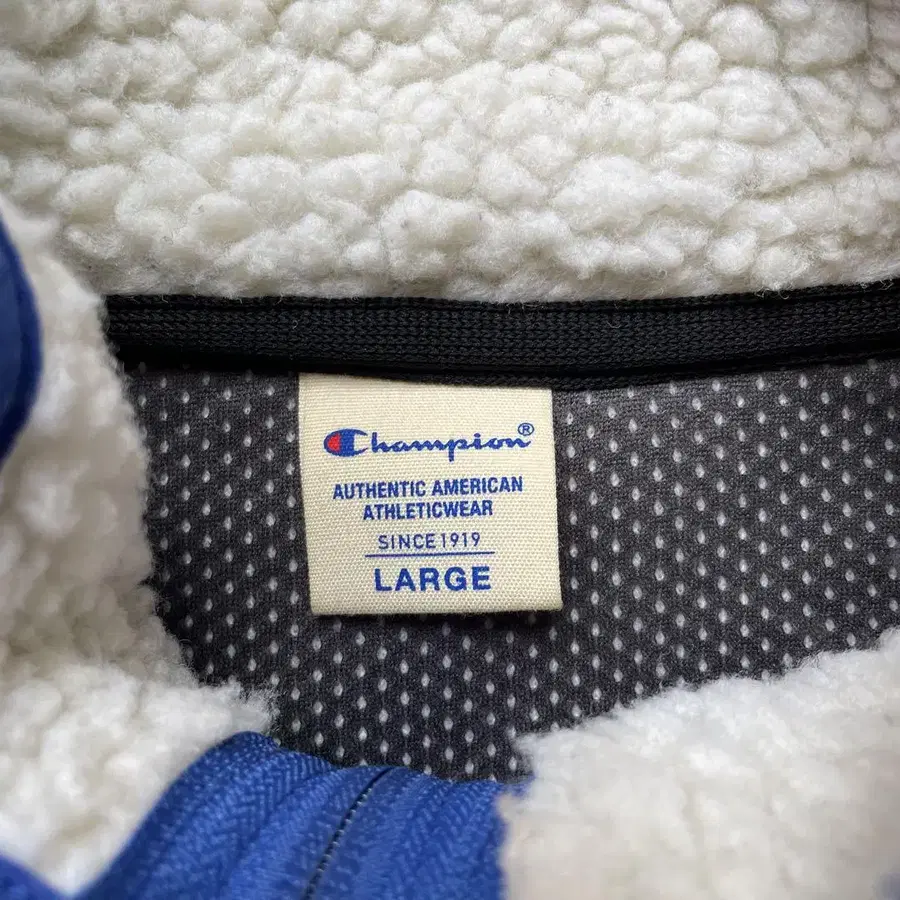 Champion®
AUTHENTIC AMERICAN
ATHLETICWEAR
SINCE 1919
LARGE